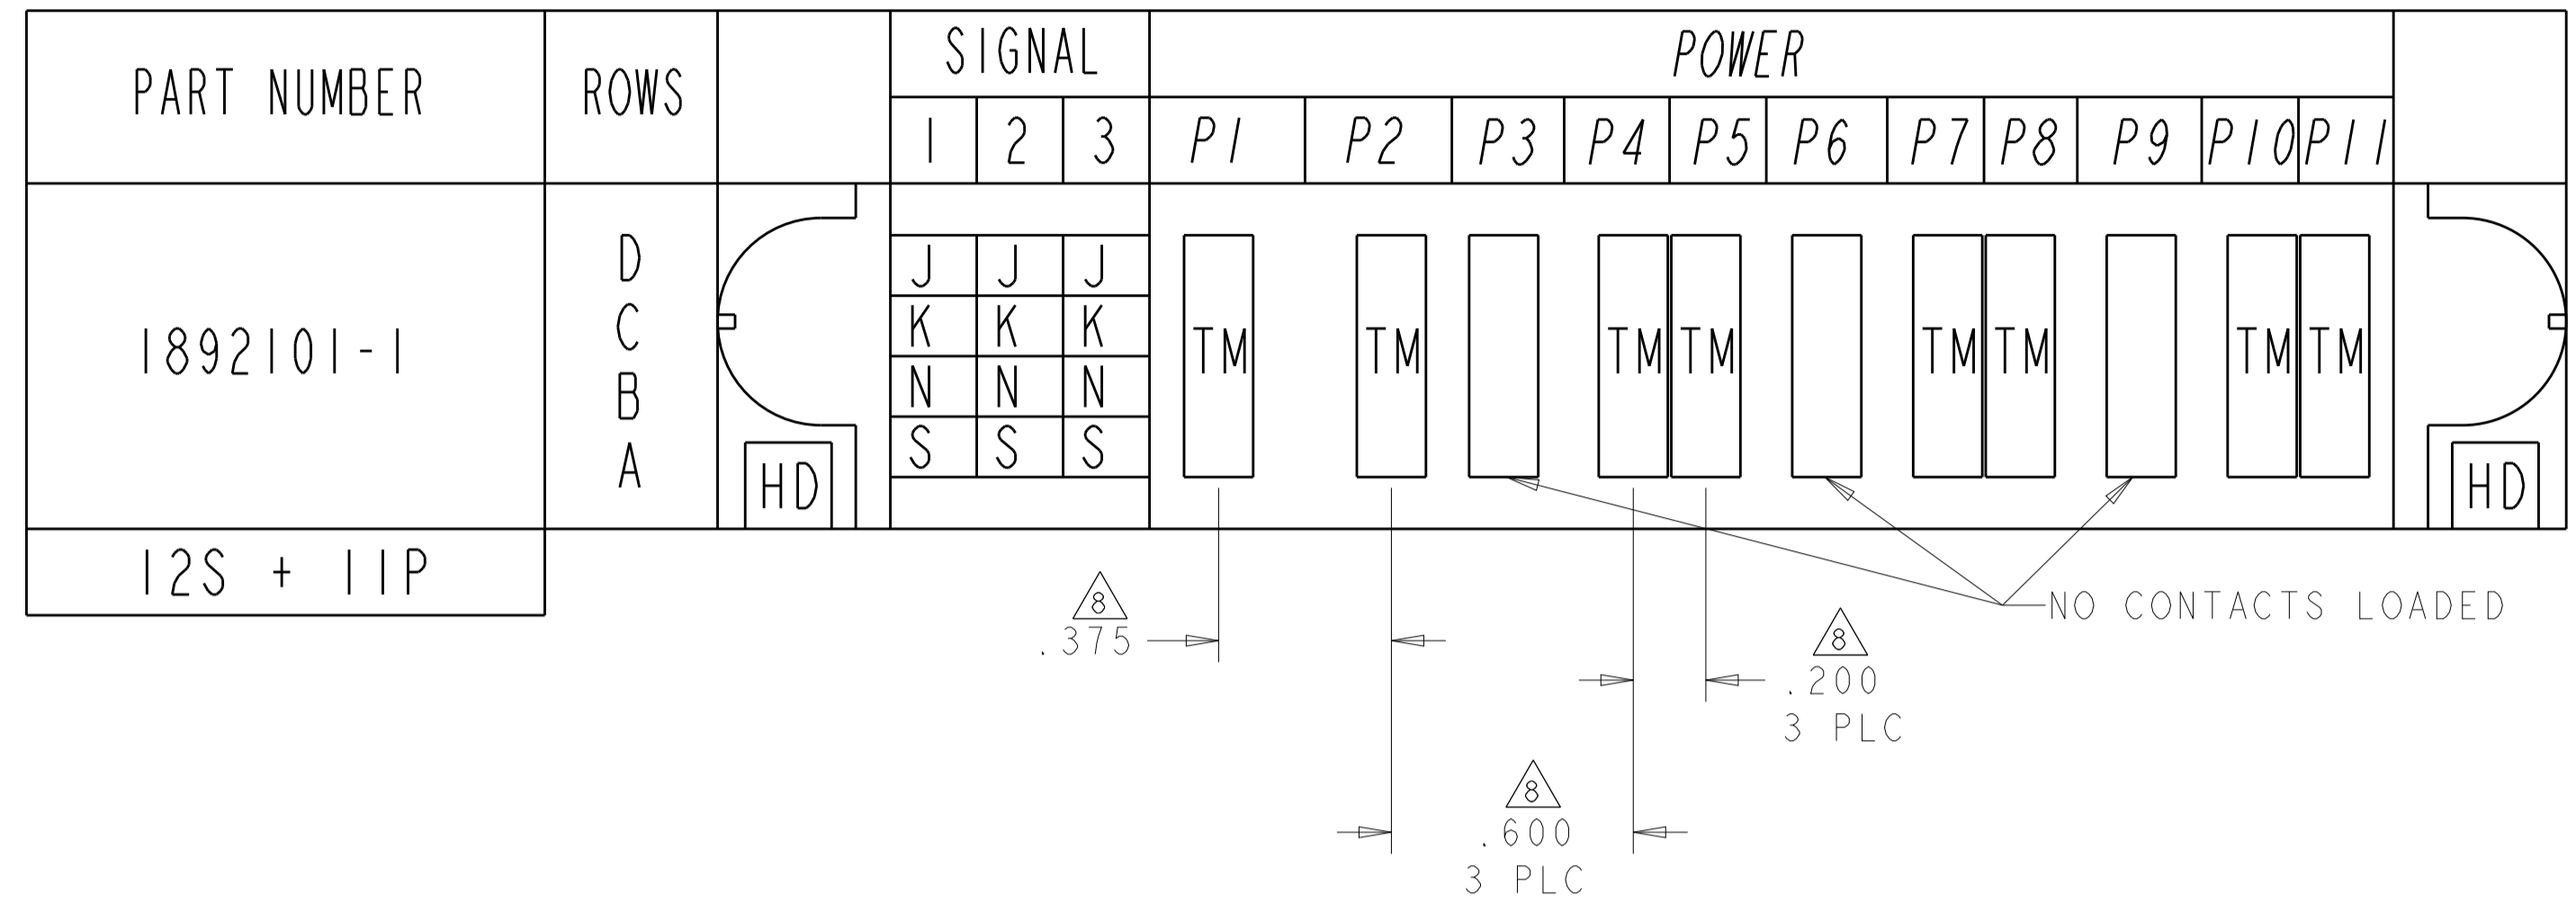 PART NUMBER ROWS SIGNAL POWER
1 2 3 P1 P2 P3 P4 P5 P6 P7 P8 P9 P10 P11
D J J J
C K K K
1892101-1 TM TM TM TM TM TM TM TM
B N N N
A S S S
HD HD
12S + 11P
NO CONTACTS LOADED
8
.375
8
.200
3 PLC
8
.600
3 PLC